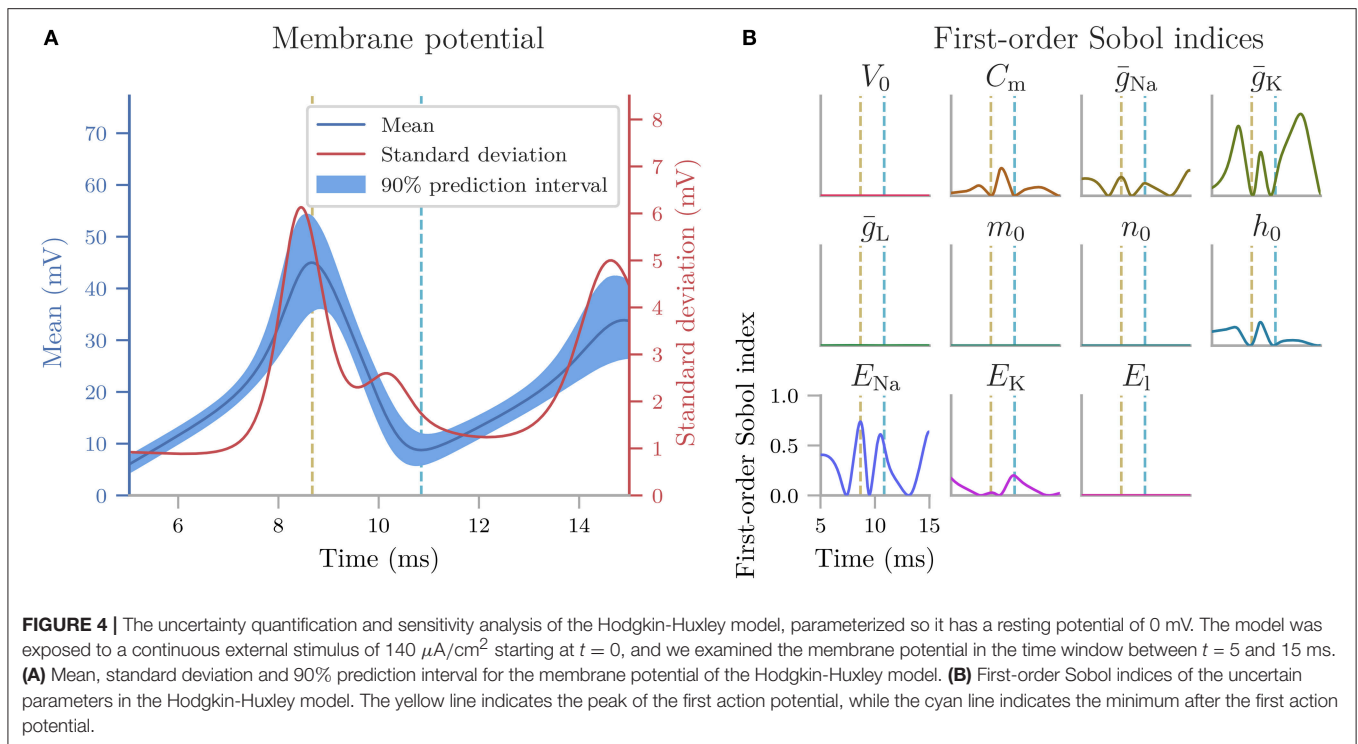 A
Membrane potential
Mean (mV)
70
60
50
40
30
20
10
0
6
8
10
12
14
Time (ms)
Mean
Standard deviation
90% prediction interval
8
7
6
5
4
3
2
1
0
Standard deviation (mV)
B
First-order Sobol indices
V₀
Cₘ
ḡ_Na
ḡ_K
ḡ_L
m₀
n₀
h₀
E_Na
E_K
E_l
First-order Sobol index
1.0
0.5
0.0
5
10
15
Time (ms)
FIGURE 4 | The uncertainty quantification and sensitivity analysis of the Hodgkin-Huxley model, parameterized so it has a resting potential of 0 mV. The model was
exposed to a continuous external stimulus of 140 μA/cm² starting at t = 0, and we examined the membrane potential in the time window between t = 5 and 15 ms.
(A) Mean, standard deviation and 90% prediction interval for the membrane potential of the Hodgkin-Huxley model. (B) First-order Sobol indices of the uncertain
parameters in the Hodgkin-Huxley model. The yellow line indicates the peak of the first action potential, while the cyan line indicates the minimum after the first action
potential.